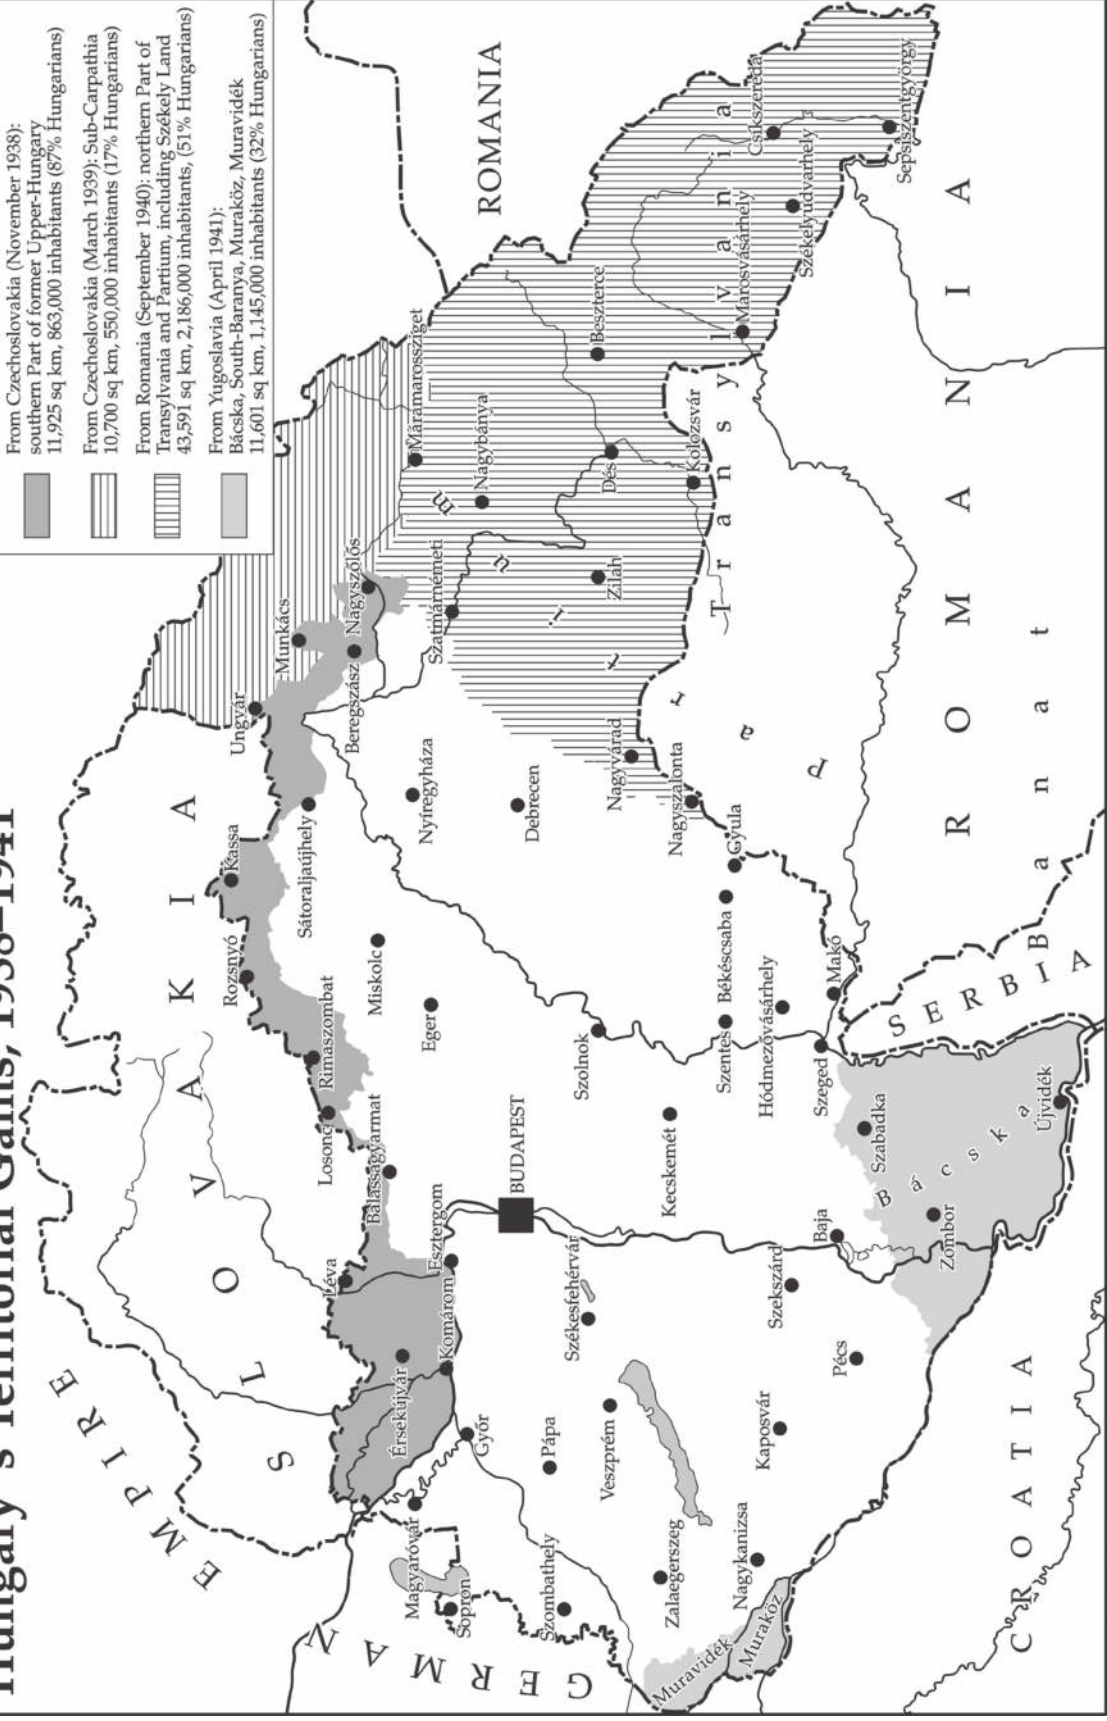 Hungary's Territorial Gains, 1938–1941
From Czechoslovakia (November 1938):
southern Part of former Upper-Hungary
11,925 sq km, 863,000 inhabitants (87% Hungarians)
From Czechoslovakia (March 1939): Sub-Carpathia
10,700 sq km, 550,000 inhabitants (17% Hungarians)
From Romania (September 1940): northern Part of
Transylvania and Partium, including Székely Land
43,591 sq km, 2,186,000 inhabitants, (51% Hungarians)
From Yugoslavia (April 1941):
Bácska, South-Baranya, Muraköz, Muravidék
11,601 sq km, 1,145,000 inhabitants (32% Hungarians)
GERMAN EMPIRE
SLOVAKIA
ROMANIA
Ungvár
Munkács
Kassa
Rozsnyó
Sátoraljaújhely
Beregszász
Nagyszőlős
Rimaszombat
Losonc
Miskolc
Léva
Balassagyarmat
Eger
Nyíregyháza
Szatmárnémeti
Máramarossziget
Nagybánya
Érsekújvár
Komárom
Esztergom
Magyaróvár
Sopron
Győr
BUDAPEST
Debrecen
Szombathely
Pápa
Székesfehérvár
Veszprém
Szolnok
Nagyvárad
Zilah
Dés
Beszterce
Zalaegerszeg
Kecskemét
Nagyszalonta
Kolozsvár
Partium
Transylvania
Marosvásárhely
Csíkszereda
Székelyudvarhely
Sepsiszentgyörgy
Nagykanizsa
Kaposvár
Szekszárd
Szentes
Békéscsaba
Gyula
Hódmezővásárhely
Muravidék
Muraköz
Pécs
Baja
Szeged
Makó
Szabadka
Bácska
Zombor
Újvidék
SERBIA
ROMANIA
Banat
CROATIA